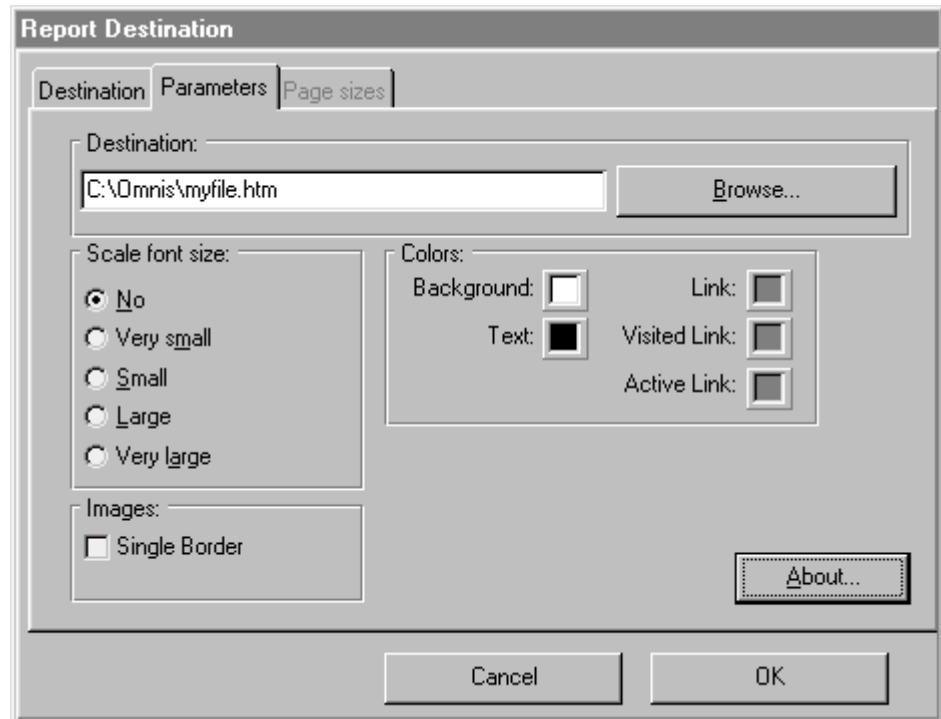 Report Destination
Destination Parameters Page sizes
Destination:
C:\Omnis\myfile.htm Browse...
Scale font size:
No
Very small
Small
Large
Very large
Colors:
Background: Link:
Text: Visited Link:
Active Link:
Images:
Single Border
About...
Cancel OK